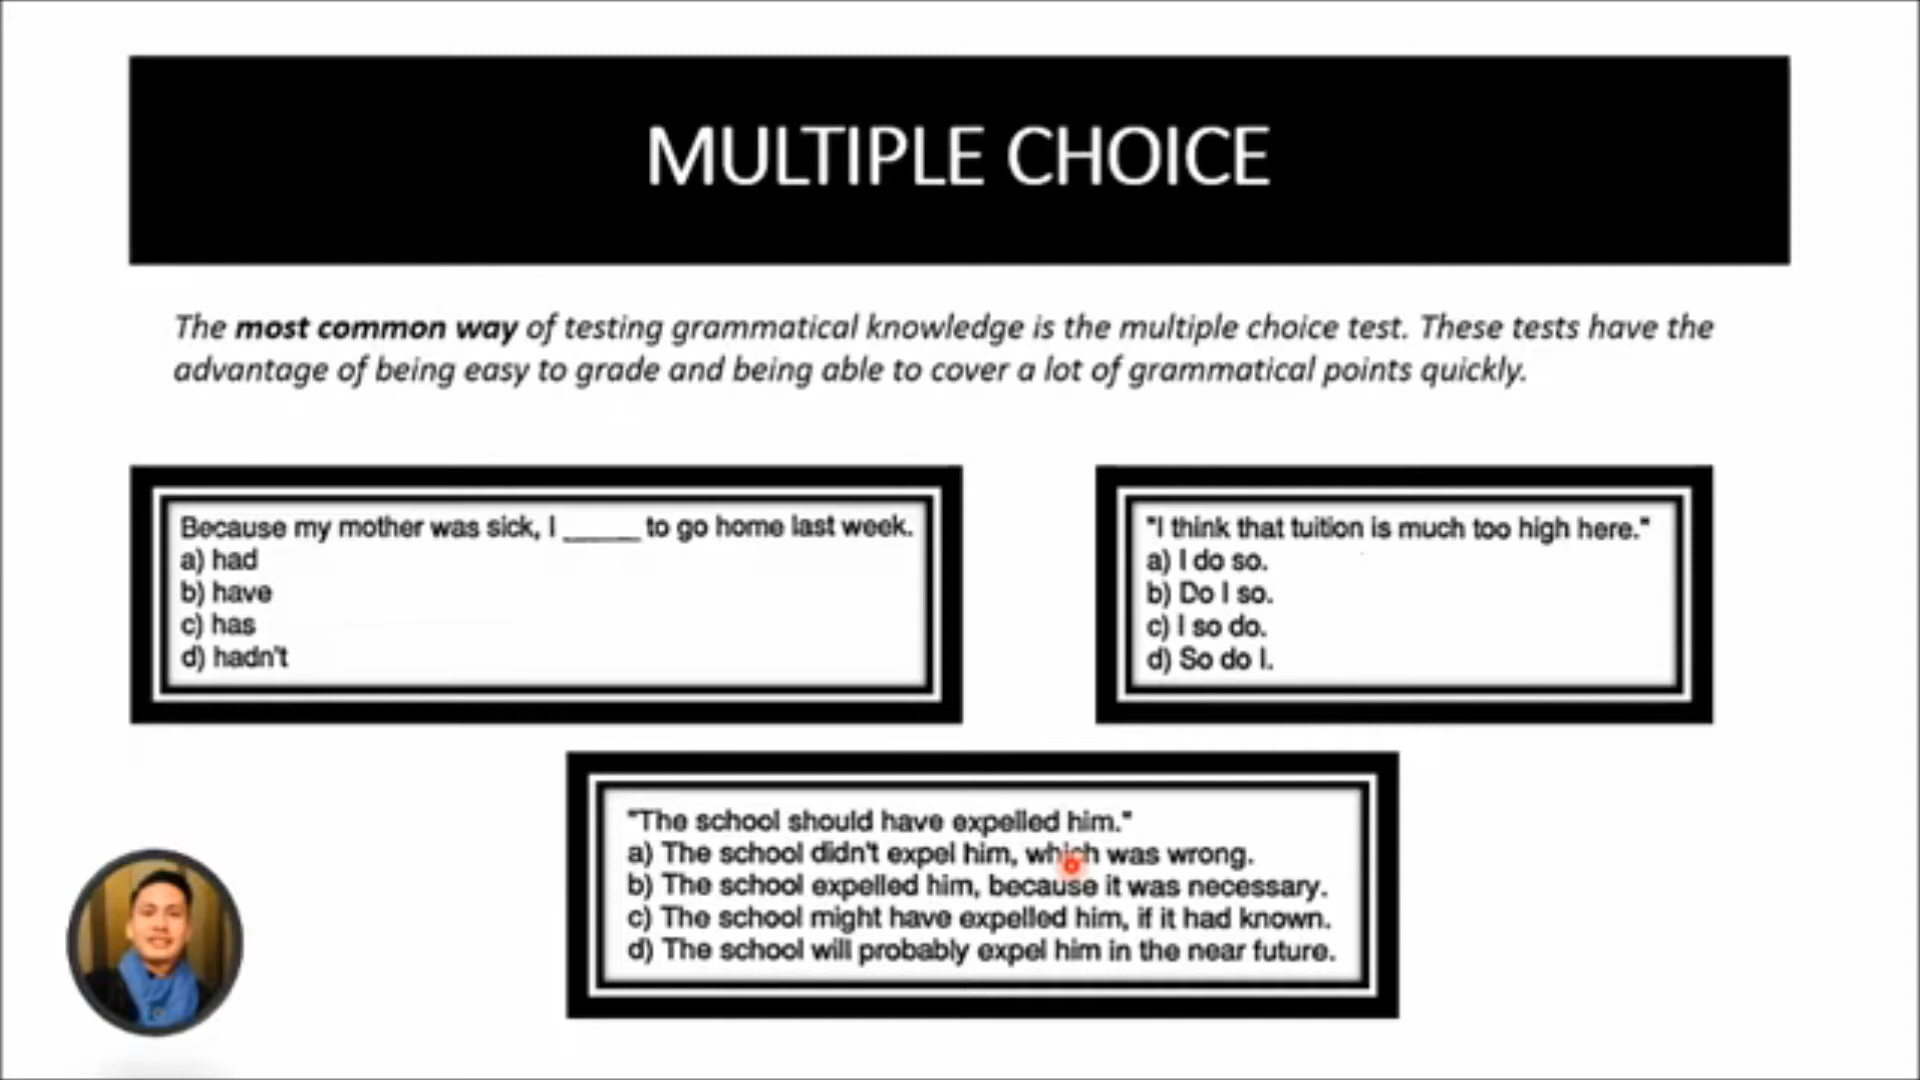 MULTIPLE CHOICE
The most common way of testing grammatical knowledge is the multiple choice test. These tests have the
advantage of being easy to grade and being able to cover a lot of grammatical points quickly.
Because my mother was sick, I _____ to go home last week.
a) had
b) have
c) has
d) hadn't
"I think that tuition is much too high here."
a) I do so.
b) Do I so.
c) I so do.
d) So do I.
"The school should have expelled him."
a) The school didn't expel him, which was wrong.
b) The school expelled him, because it was necessary.
c) The school might have expelled him, if it had known.
d) The school will probably expel him in the near future.